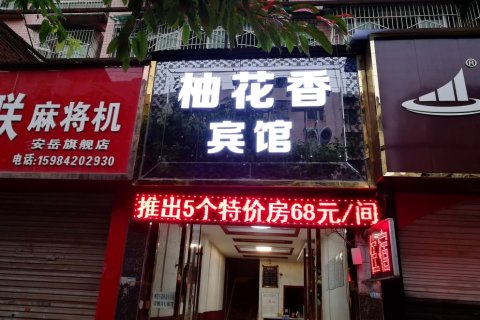 联 麻将机
安岳旗舰店
电话:15984202930
柚花香
宾馆
推出5个特价房68元/间
®